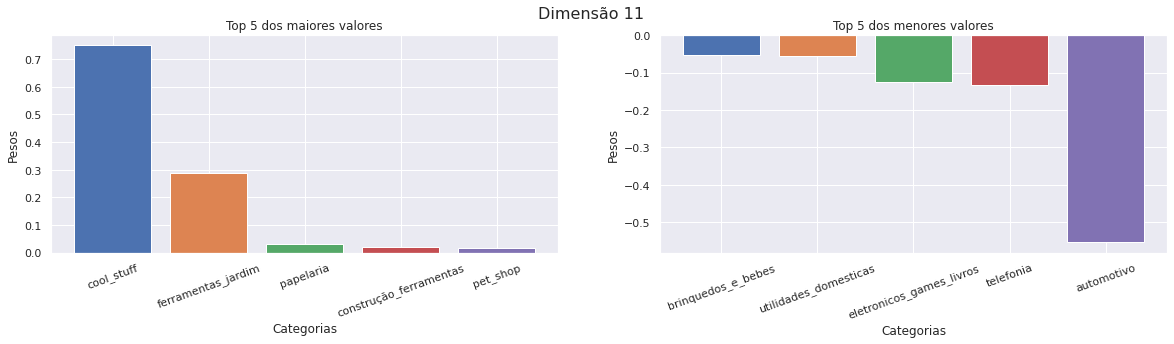 Dimensão 11
Top 5 dos maiores valores
Pesos
0.7
0.6
0.5
0.4
0.3
0.2
0.1
0.0
cool_stuff
ferramentas_jardim
papelaria
construção_ferramentas
pet_shop
Categorias
Top 5 dos menores valores
Pesos
0.0
−0.1
−0.2
−0.3
−0.4
−0.5
brinquedos_e_bebes
utilidades_domesticas
eletronicos_games_livros
telefonia
automotivo
Categorias